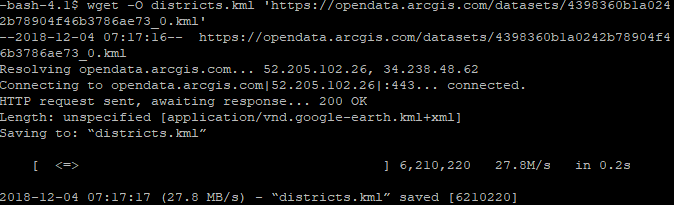 -bash-4.1$ wget -O districts.kml 'https://opendata.arcgis.com/datasets/4398360b1a024
2b78904f46b3786ae73_0.kml'
--2018-12-04 07:17:16--  https://opendata.arcgis.com/datasets/4398360b1a0242b78904f4
6b3786ae73_0.kml
Resolving opendata.arcgis.com... 52.205.102.26, 34.238.48.62
Connecting to opendata.arcgis.com|52.205.102.26|:443... connected.
HTTP request sent, awaiting response... 200 OK
Length: unspecified [application/vnd.google-earth.kml+xml]
Saving to: “districts.kml”
[  <=>                                 ] 6,210,220   27.8M/s   in 0.2s
2018-12-04 07:17:17 (27.8 MB/s) - “districts.kml” saved [6210220]